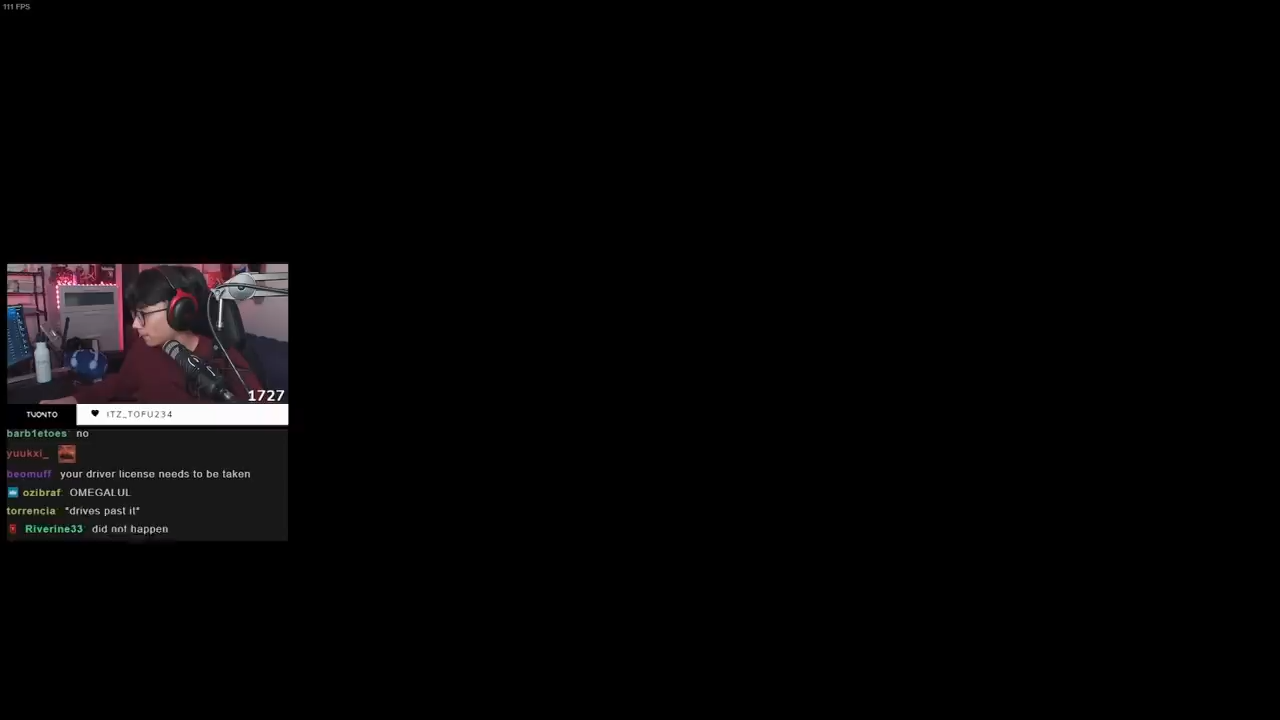 111 FPS
1727
TUONTO
ITZ_TOFU234
barb1etoes: no
yuukxi_
beomuff your driver license needs to be taken
ozibraf: OMEGALUL
torrencia: "drives past it"
Riverine33: did not happen